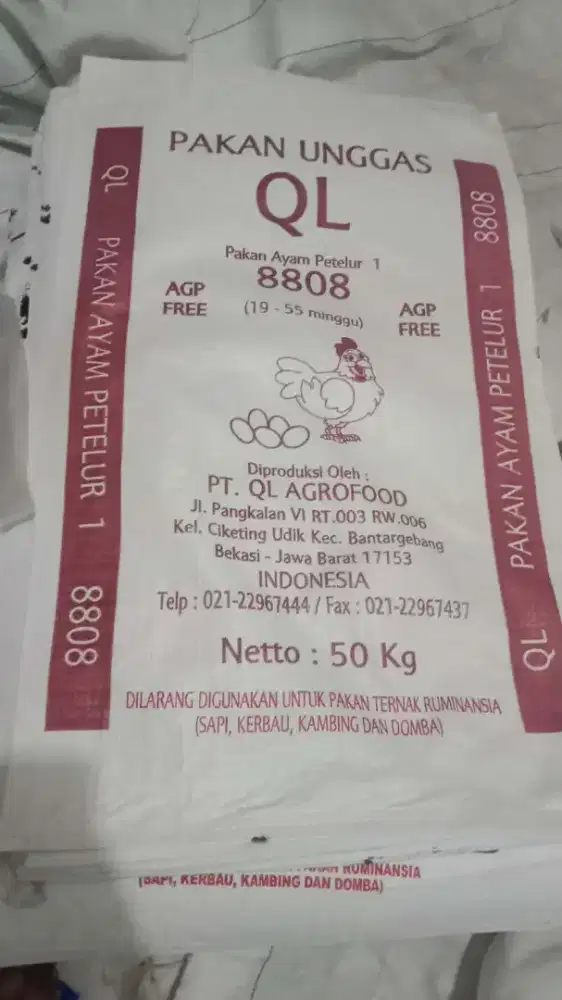 PAKAN UNGGAS
QL
Pakan Ayam Petelur 1
8808
(19 - 55 minggu)
AGP
FREE
AGP
FREE
Diproduksi Oleh :
PT. QL AGROFOOD
Jl. Pangkalan VI RT.003 RW.006
Kel. Ciketing Udik Kec. Bantargebang
Bekasi - Jawa Barat 17153
INDONESIA
Telp : 021-22967444 / Fax : 021-22967437
Netto : 50 Kg
DILARANG DIGUNAKAN UNTUK PAKAN TERNAK RUMINANSIA
(SAPI, KERBAU, KAMBING DAN DOMBA)
QL PAKAN AYAM PETELUR 1 8808
QL PAKAN AYAM PETELUR 1 8808
RUMINANSIA
(SAPI, KERBAU, KAMBING DAN DOMBA)